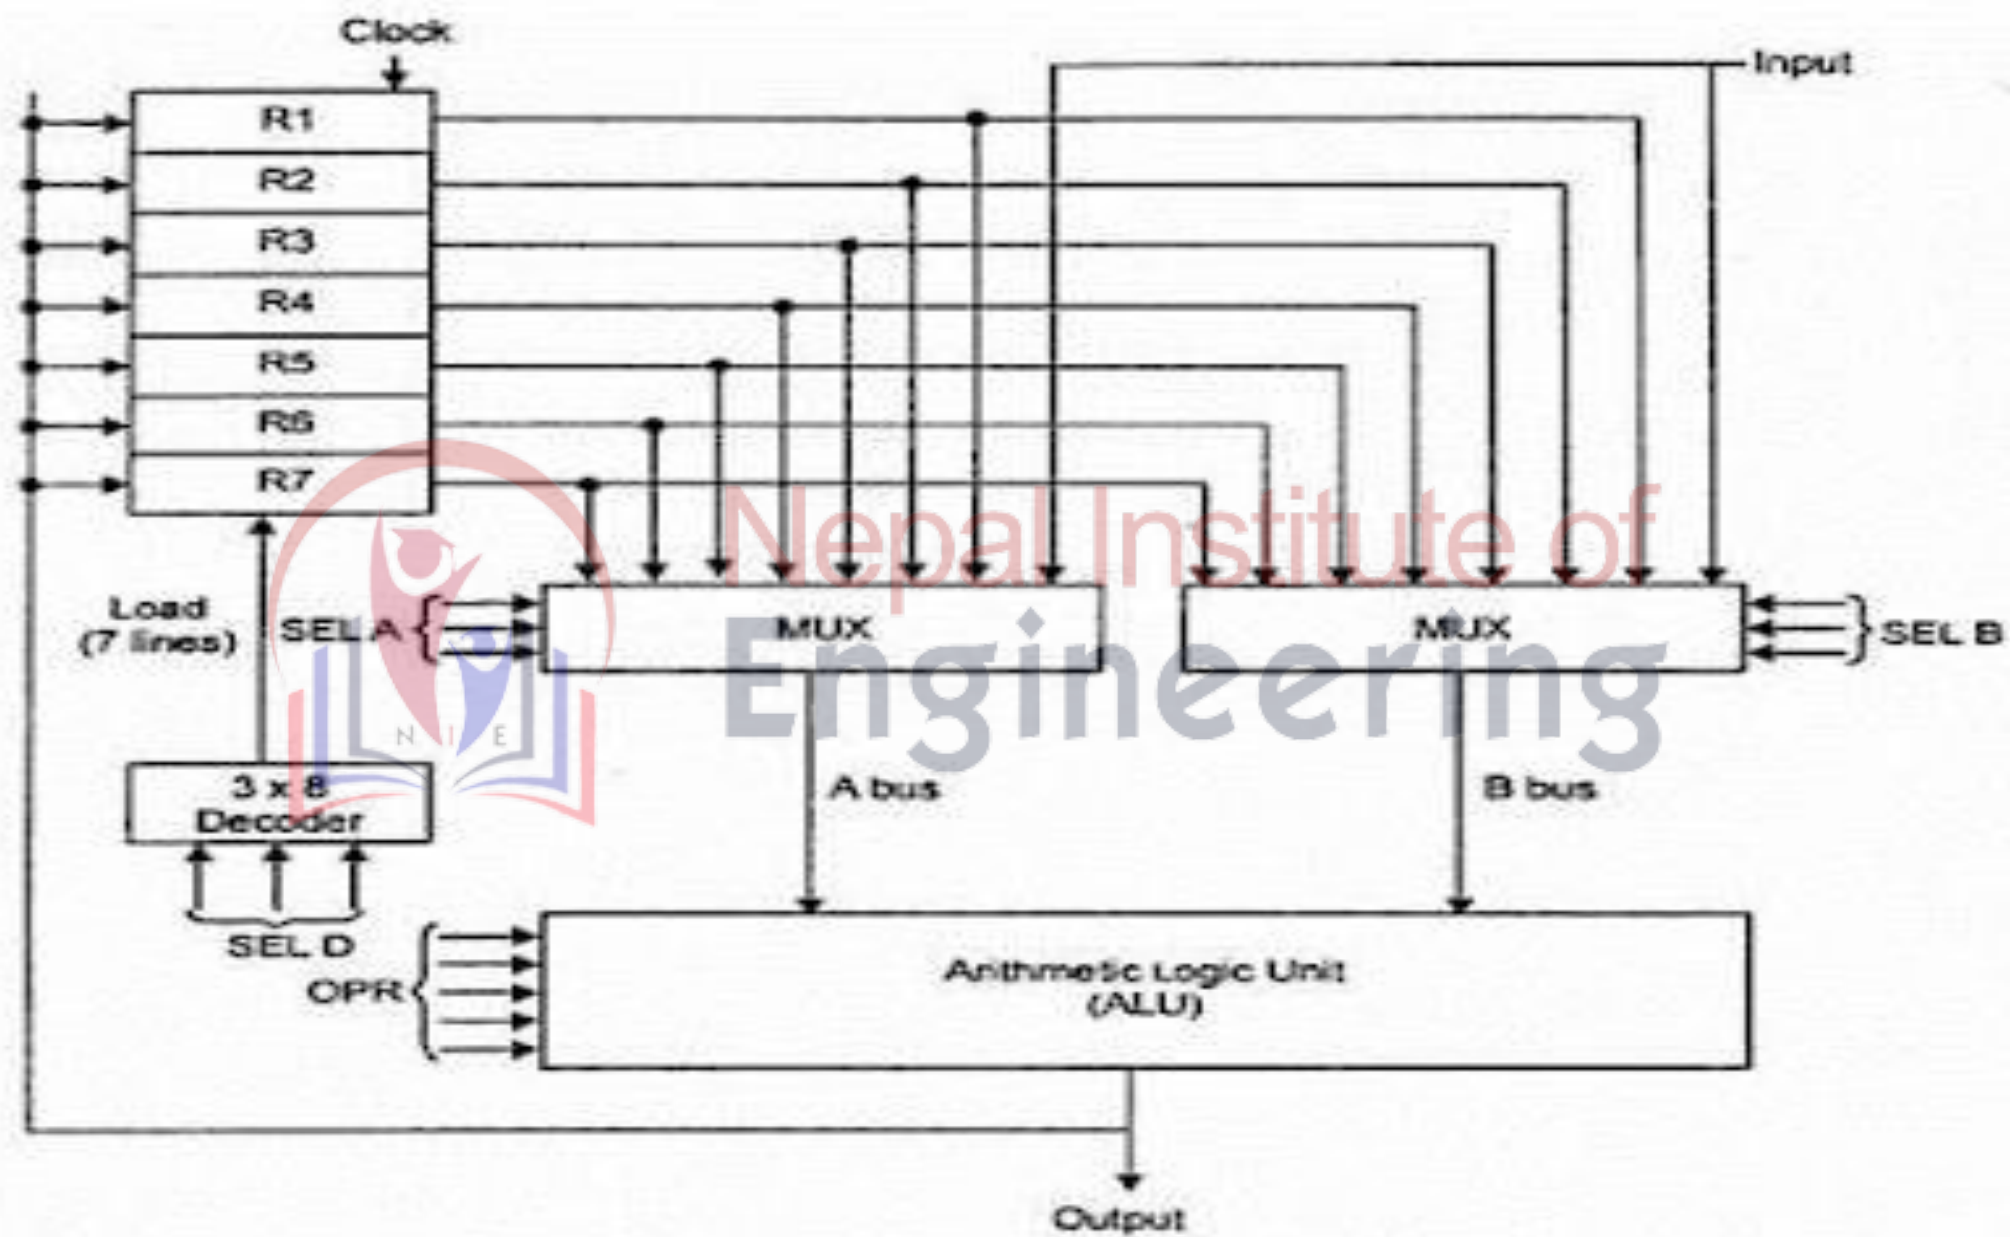 Clock
Input
R1
R2
R3
R4
R5
R6
R7
Nepal Institute of
Engineering
N I E
Load
(7 lines)
SEL A
MUX
MUX
SEL B
3 x 8
Decoder
A bus
B bus
SEL D
OPR
Arithmetic Logic Unit
(ALU)
Output